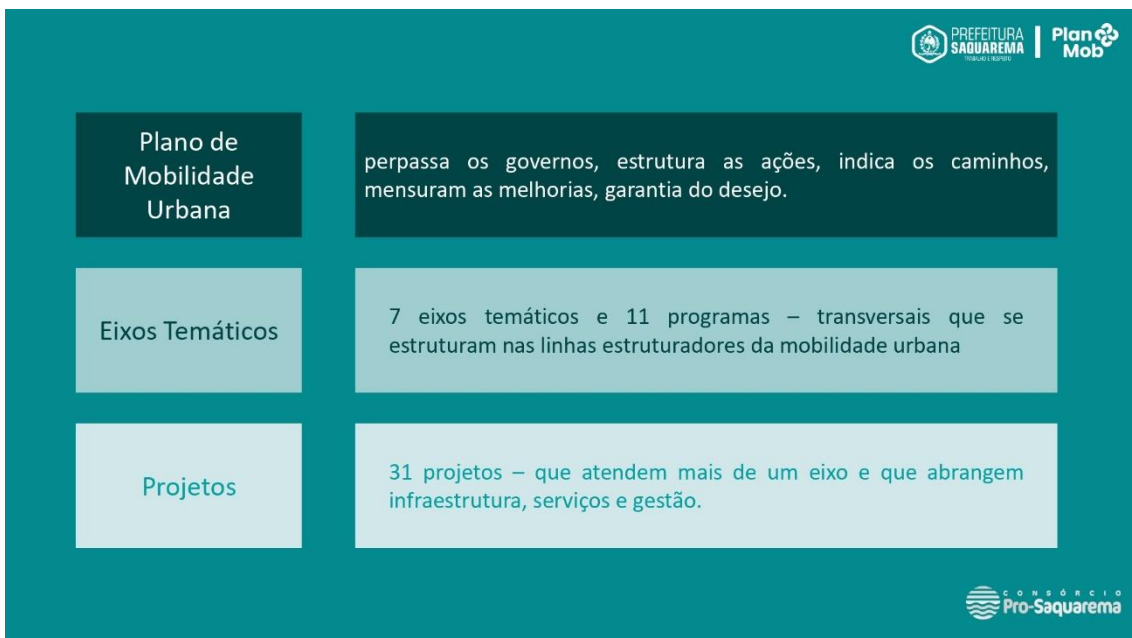 PREFEITURA
SAQUAREMA
TRABALHO E RESPEITO
Plan
Mob
Plano de
Mobilidade
Urbana
perpassa os governos, estrutura as ações, indica os caminhos,
mensuram as melhorias, garantia do desejo.
Eixos Temáticos
7 eixos temáticos e 11 programas – transversais que se
estruturam nas linhas estruturadores da mobilidade urbana
Projetos
31 projetos – que atendem mais de um eixo e que abrangem
infraestrutura, serviços e gestão.
CONSÓRCIO
Pro-Saquarema